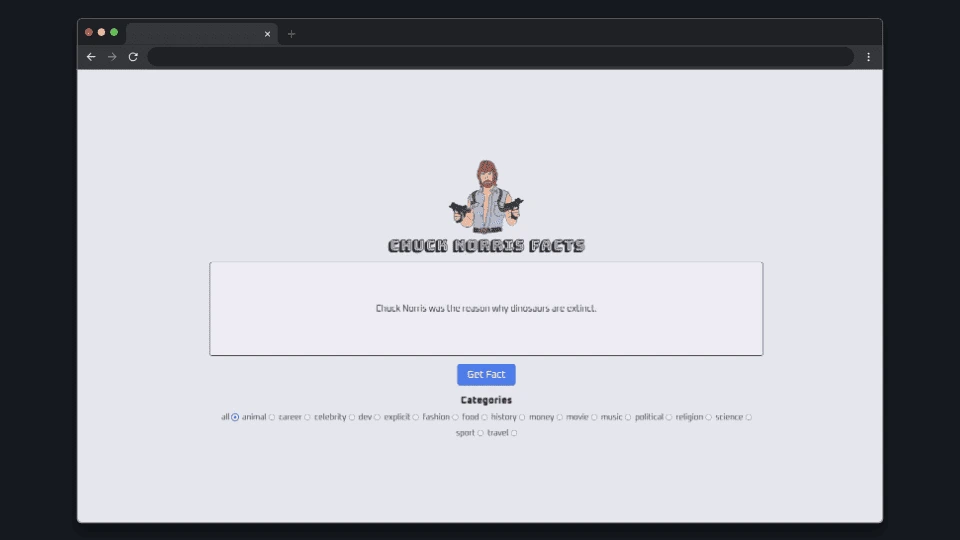 CHUCK NORRIS FACTS
Chuck Norris was the reason why dinosaurs are extinct.
Get Fact
Categories
all animal career celebrity dev explicit fashion food history money movie music political religion science
sport travel